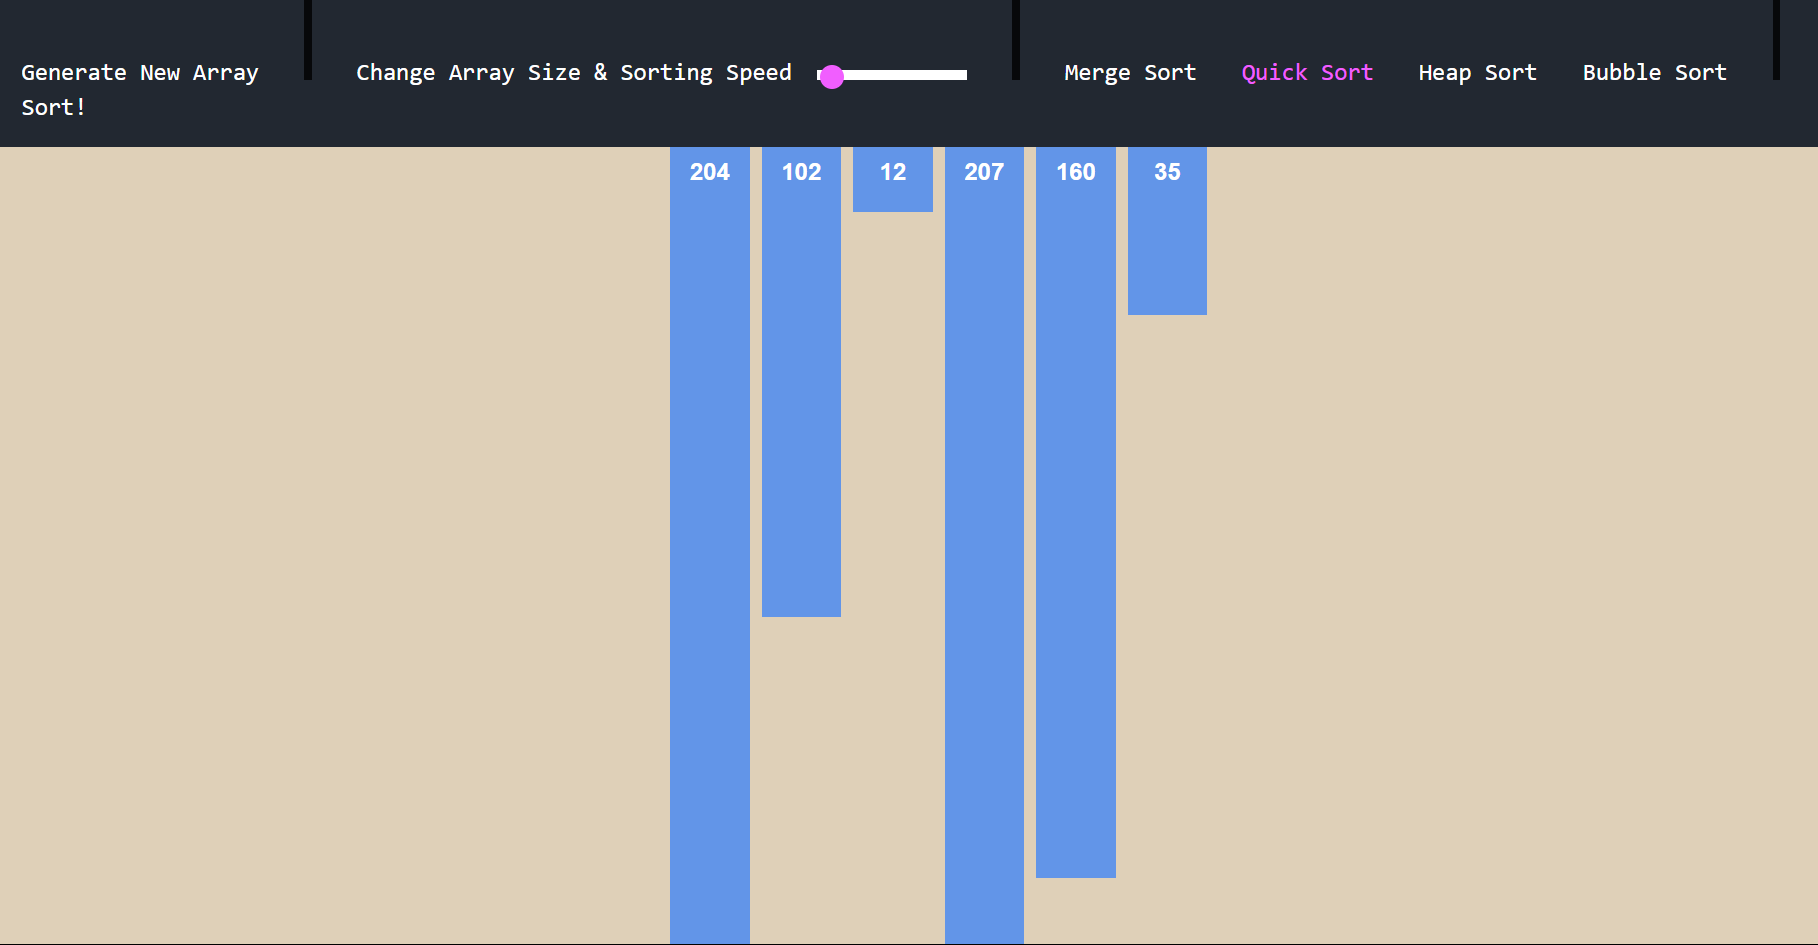 Generate New Array Change Array Size & Sorting Speed Merge Sort Quick Sort Heap Sort Bubble Sort
Sort!
204 102 12 207 160 35